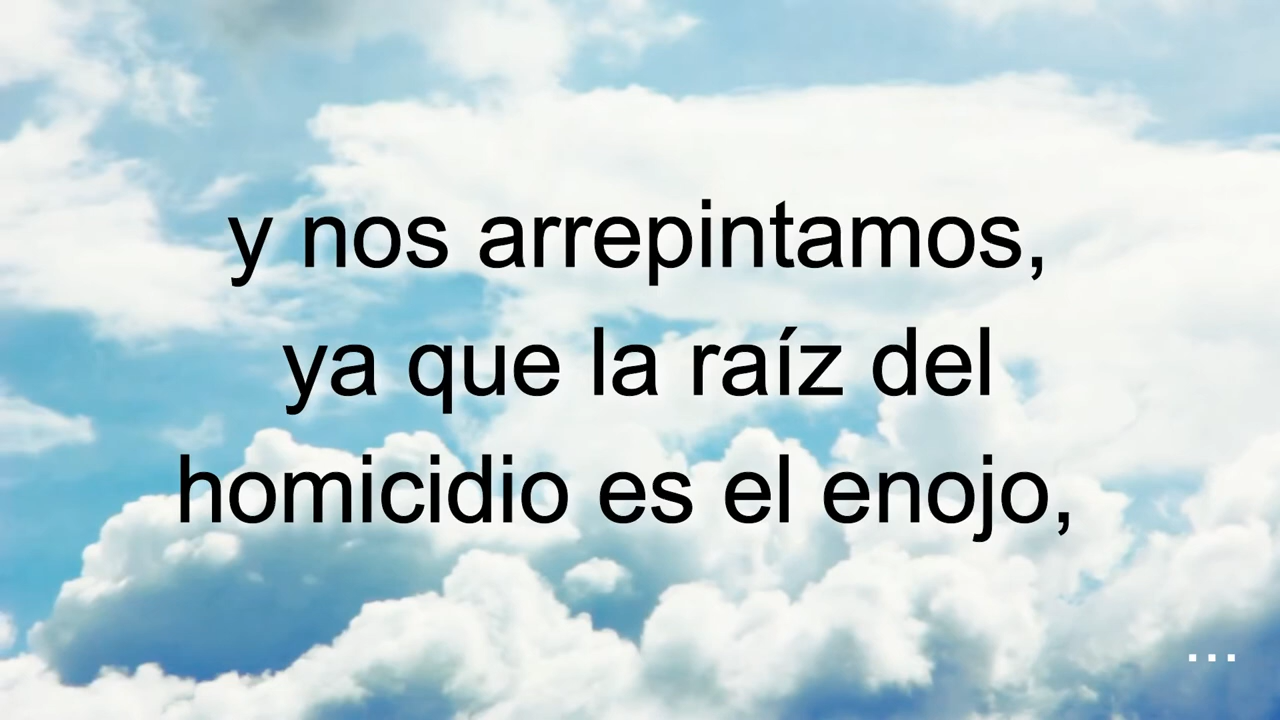 y nos arrepintamos,
ya que la raíz del
homicidio es el enojo,
...